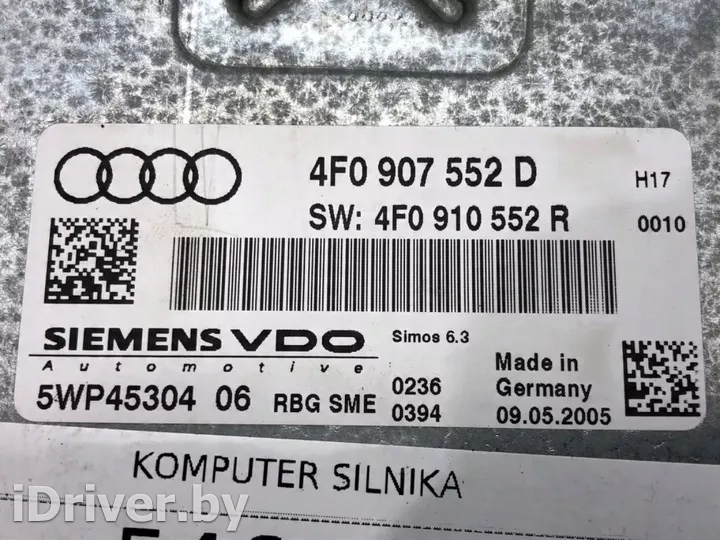 4F0 907 552 D
H17
SW: 4F0 910 552 R
0010
SIEMENS VDO
Automotive
Simos 6.3
5WP45304 06
RBG SME
0236
0394
Made in
Germany
09.05.2005
KOMPUTER SILNIKA
iDriver.by